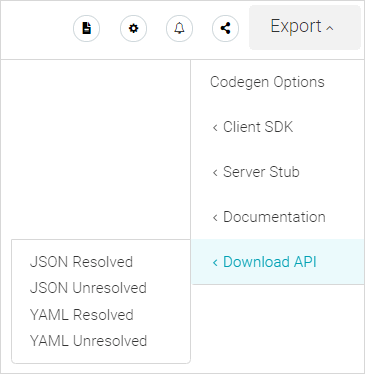 Export
Codegen Options
Client SDK
Server Stub
Documentation
Download API
JSON Resolved
JSON Unresolved
YAML Resolved
YAML Unresolved